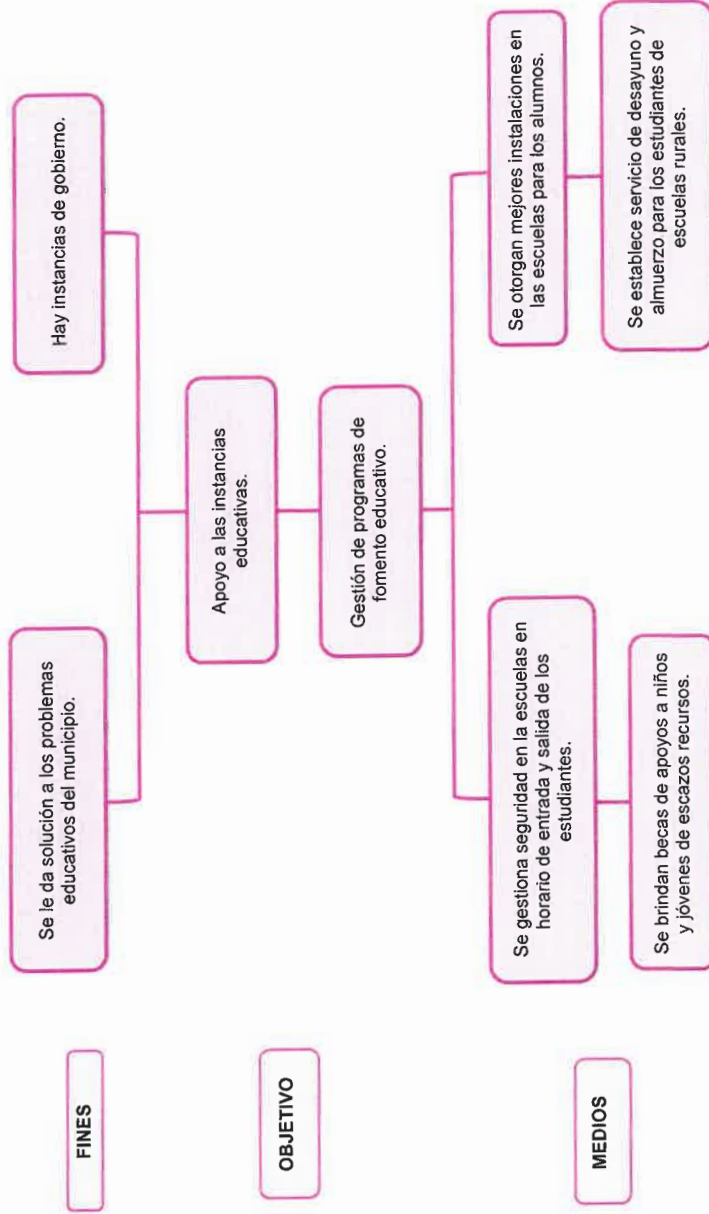 FINES
Se le da solución a los problemas
educativos del municipio.
Hay instancias de gobierno.
OBJETIVO
Apoyo a las instancias
educativas.
Gestión de programas de
fomento educativo.
MEDIOS
Se gestiona seguridad en la escuelas en
horario de entrada y salida de los
estudiantes.
Se otorgan mejores instalaciones en
las escuelas para los alumnos.
Se brindan becas de apoyos a niños
y jóvenes de escazos recursos.
Se establece servicio de desayuno y
almuerzo para los estudiantes de
escuelas rurales.